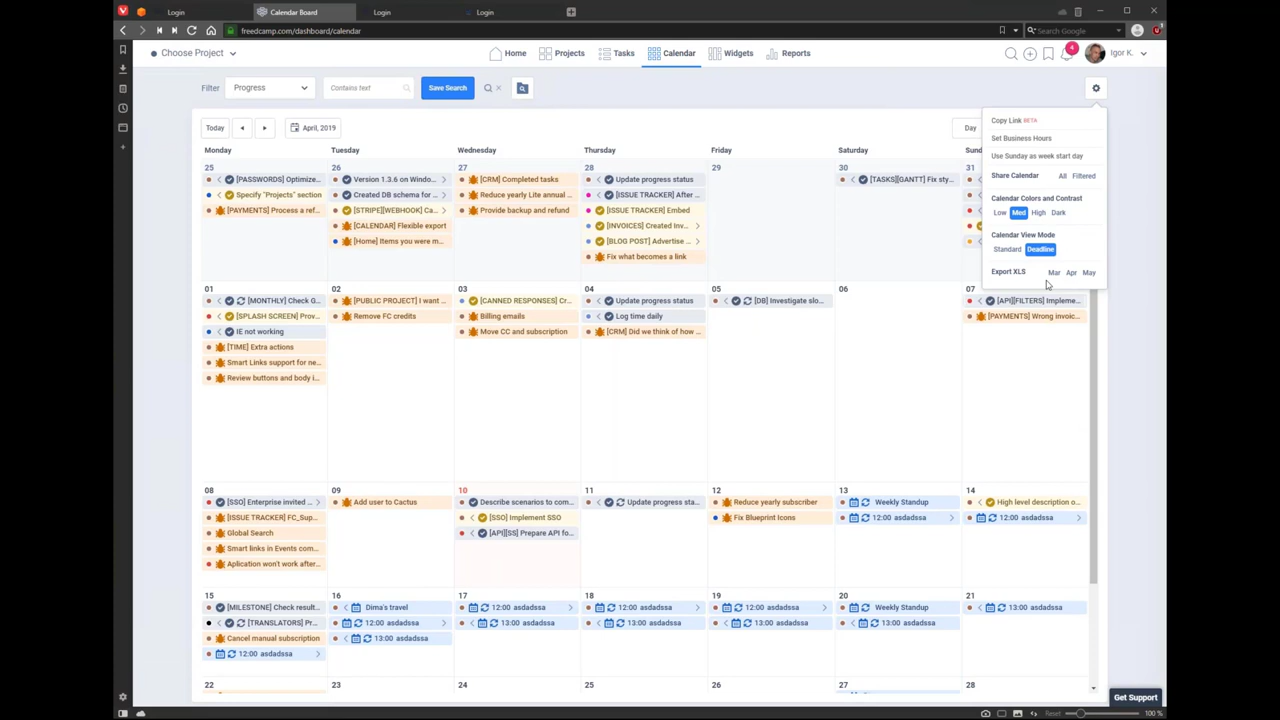 Login
Calendar Board
Login
Login
freedcamp.com/dashboard/calendar
Search Google
Choose Project
Home
Projects
Tasks
Calendar
Widgets
Reports
4
Igor K.
Filter
Progress
Contains text
Save Search
Today
April, 2019
Day
Copy Link BETA
Set Business Hours
Use Sunday as week start day
Share Calendar All Filtered
Calendar Colors and Contrast
Low Med High Dark
Calendar View Mode
Standard Deadline
Export XLS Mar Apr May
Monday Tuesday Wednesday Thursday Friday Saturday
25
[PASSWORDS] Optimize...
Specify "Projects" section
[PAYMENTS] Process a ref...
26
Version 1.3.6 on Windo...
Created DB schema for ...
[STRIPE][WEBHOOK] Ca...
[CALENDAR] Flexible export
[Home] Items you were m...
27
[CRM] Completed tasks
Reduce yearly Lite annual ...
Provide backup and refund
28
Update progress status
[ISSUE TRACKER] After ...
[ISSUE TRACKER] Embed
[INVOICES] Created Inv...
[BLOG POST] Advertise ...
Fix what becomes a link
29
30
[TASKS][GANTT] Fix sty...
31
01
[MONTHLY] Check G...
[SPLASH SCREEN] Prov...
IE not working
[TIME] Extra actions
Smart Links support for ne...
Review buttons and body i...
02
[PUBLIC PROJECT] I want ...
Remove FC credits
03
[CANNED RESPONSES] Cr...
Billing emails
Move CC and subscription
04
Update progress status
Log time daily
[CRM] Did we think of how ...
05
[DB] Investigate slo...
06
07
[API][FILTERS] Impleme...
[PAYMENTS] Wrong invoic...
08
[SSO] Enterprise invited ...
[ISSUE TRACKER] FC_Sup...
Global Search
Smart links in Events com...
Aplication won't work after...
09
Add user to Cactus
10
Describe scenarios to com...
[SSO] Implement SSO
[API][SS] Prepare API fo...
11
Update progress sta...
12
Reduce yearly subscriber
Fix Blueprint Icons
13
Weekly Standup
12:00 asdadssa
14
High level description o...
12:00 asdadssa
15
[MILESTONE] Check result...
[TRANSLATORS] Pr...
Cancel manual subscription
12:00 asdadssa
16
Dima's travel
12:00 asdadssa
13:00 asdadssa
17
12:00 asdadssa
13:00 asdadssa
18
12:00 asdadssa
13:00 asdadssa
19
12:00 asdadssa
13:00 asdadssa
20
Weekly Standup
13:00 asdadssa
21
13:00 asdadssa
22
23
24
25
26
27
28
Get Support
Reset
100 %